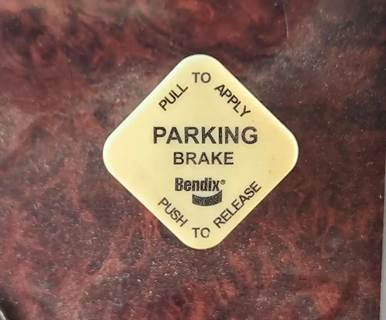 PULL TO APPLY
PARKING
BRAKE
Bendix®
PUSH TO RELEASE